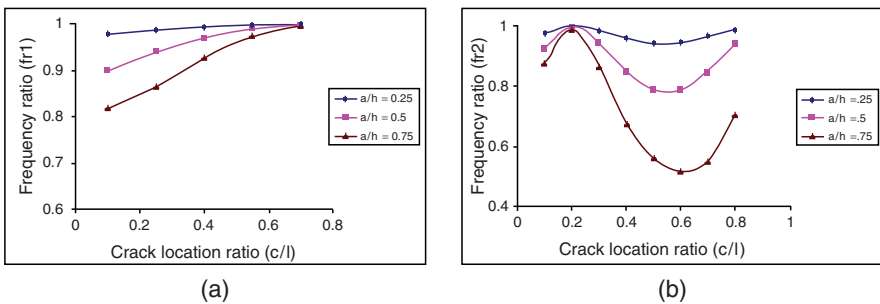 1
0.9
0.8
0.7
0.6
0
0.2
0.4
0.6
0.8
Frequency ratio (fr1)
Crack location ratio (c/l)
a/h = 0.25
a/h = 0.5
a/h = 0.75
(a)
1
0.8
0.6
0.4
0
0.2
0.4
0.6
0.8
1
Frequency ratio (fr2)
Crack location ratio (c/l)
a/h =.25
a/h =.5
a/h =.75
(b)